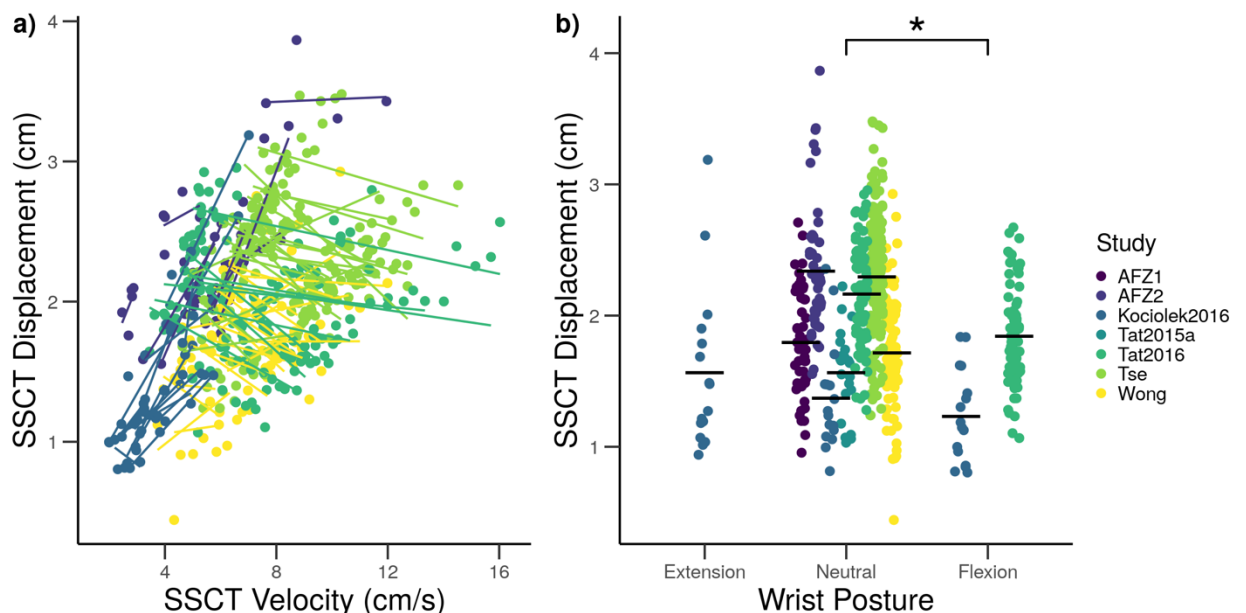 a)
SSCT Displacement (cm)
4
3
2
1
4
8
12
16
SSCT Velocity (cm/s)
b)
*
SSCT Displacement (cm)
4
3
2
1
Extension
Neutral
Flexion
Wrist Posture
Study
AFZ1
AFZ2
Kociolek2016
Tat2015a
Tat2016
Tse
Wong